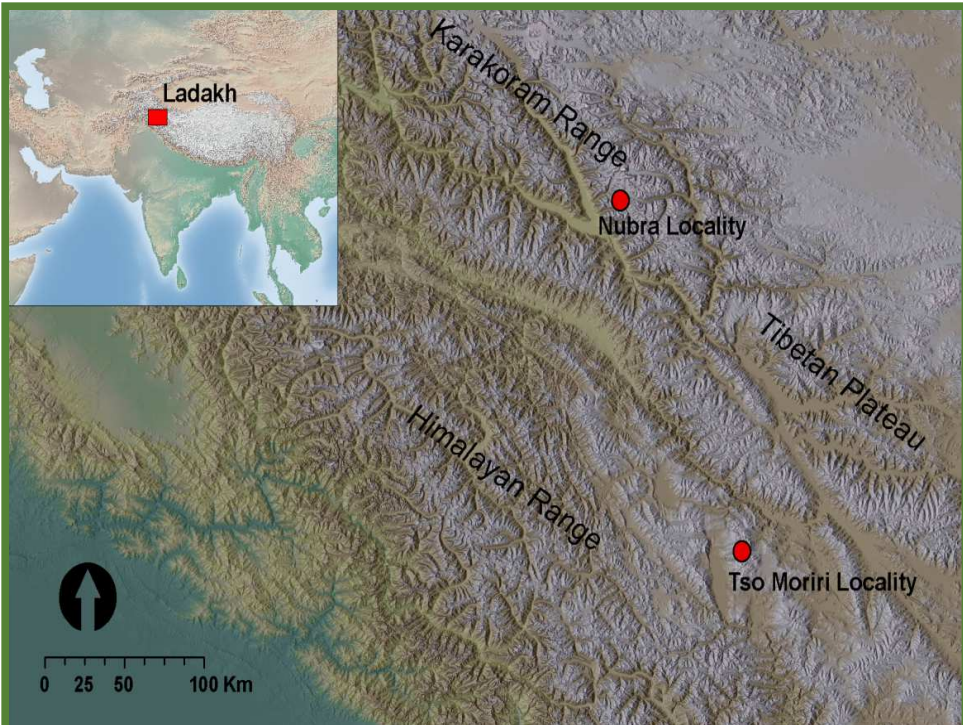 Ladakh
Karakoram Range
Nubra Locality
Tibetan Plateau
Himalayan Range
Tso Moriri Locality
0 25 50 100 Km